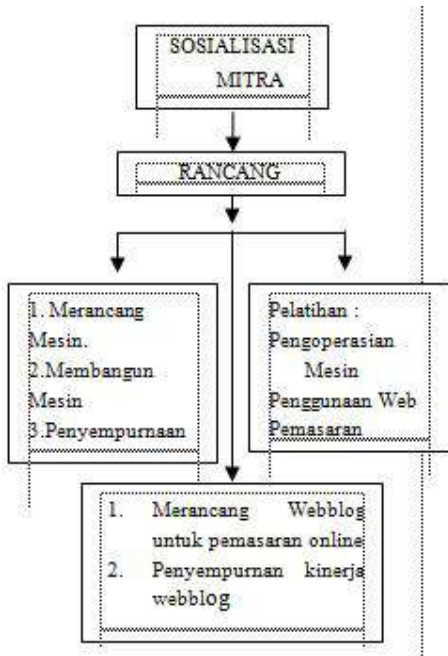 SOSIALISASI
MITRA
RANCANG
1. Merancang
Mesin.
2.Membangun
Mesin
3.Penyempurnaan
Pelatihan :
Pengoperasian
Mesin
Penggunaan Web
Pemasaran
1. Merancang Webblog
untuk pemasaran online
2. Penyempurnan kinerja
webblog